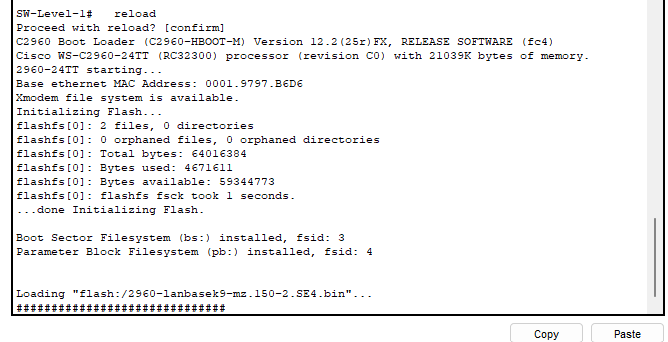 SW-Level-1#   reload
Proceed with reload? [confirm]
C2960 Boot Loader (C2960-HBOOT-M) Version 12.2(25r)FX, RELEASE SOFTWARE (fc4)
Cisco WS-C2960-24TT (RC32300) processor (revision C0) with 21039K bytes of memory.
2960-24TT starting...
Base ethernet MAC Address: 0001.9797.B6D6
Xmodem file system is available.
Initializing Flash...
flashfs[0]: 2 files, 0 directories
flashfs[0]: 0 orphaned files, 0 orphaned directories
flashfs[0]: Total bytes: 64016384
flashfs[0]: Bytes used: 4671611
flashfs[0]: Bytes available: 59344773
flashfs[0]: flashfs fsck took 1 seconds.
...done Initializing Flash.
Boot Sector Filesystem (bs:) installed, fsid: 3
Parameter Block Filesystem (pb:) installed, fsid: 4
Loading "flash:/2960-lanbasek9-mz.150-2.SE4.bin"...
##############################
Copy Paste